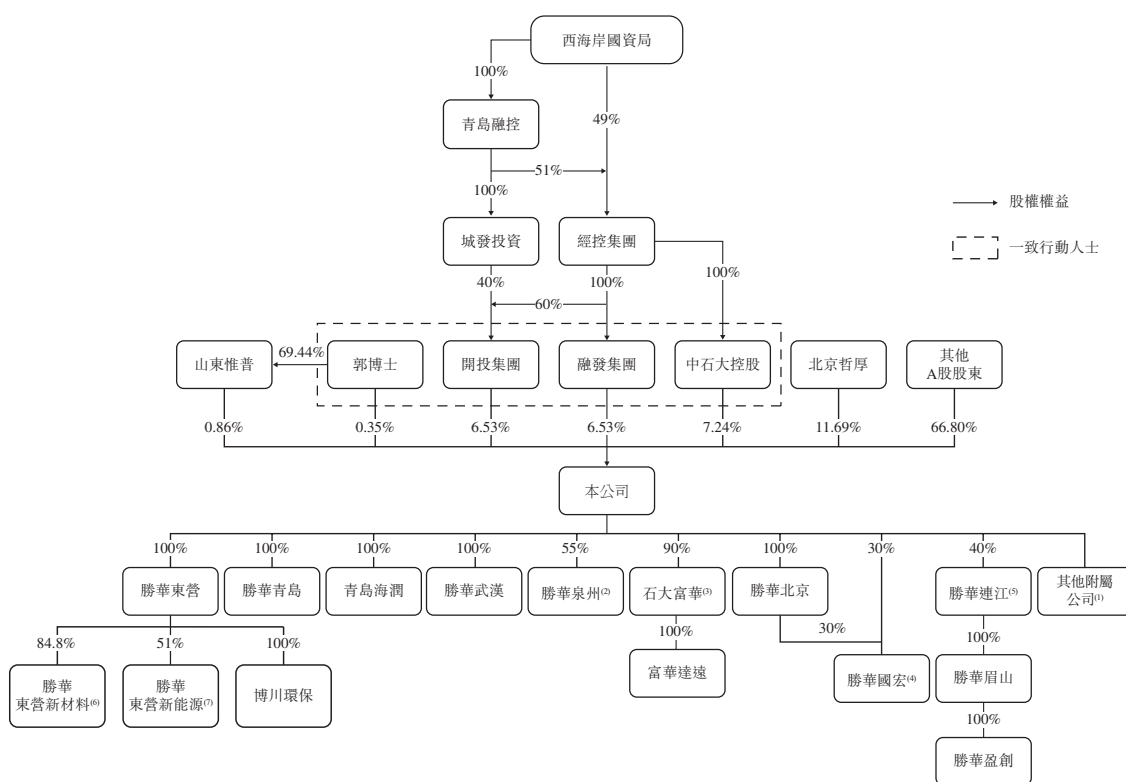 西海岸國資局
100%
青島融控
49%
51%
100%
股權權益
城發投資
經控集團
一致行動人士
40%
100%
100%
60%
山東惟普
69.44%
郭博士
開投集團
融發集團
中石大控股
北京哲厚
其他
A股股東
0.86%
0.35%
6.53%
6.53%
7.24%
11.69%
66.80%
本公司
100%
100%
100%
100%
55%
90%
100%
30%
40%
勝華東營
勝華青島
青島海潤
勝華武漢
勝華泉州(2)
石大富華(3)
勝華北京
勝華連江(5)
其他附屬
公司(1)
84.8%
51%
100%
100%
30%
100%
勝華
東營新材料(6)
勝華
東營新能源(7)
博川環保
富華達遠
勝華國宏(4)
勝華眉山
100%
勝華盈創